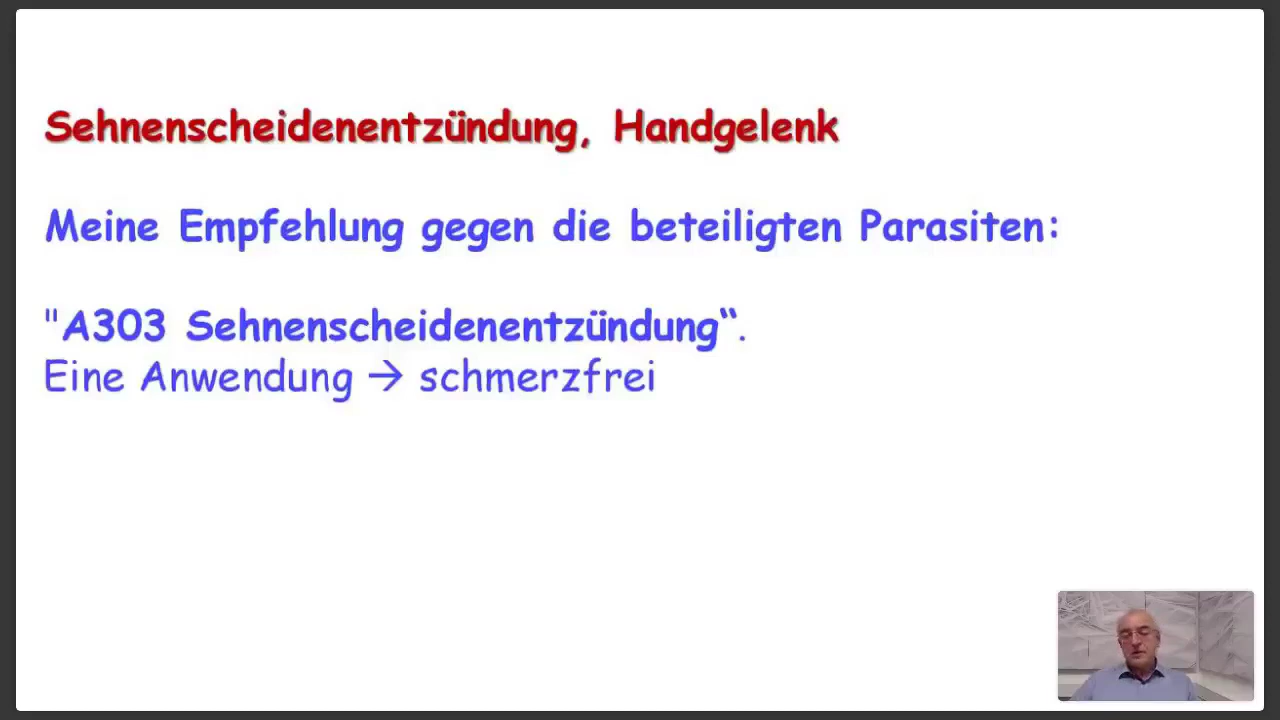 Sehnenscheidenentzündung, Handgelenk
Meine Empfehlung gegen die beteiligten Parasiten:
"A303 Sehnenscheidenentzündung“.
Eine Anwendung → schmerzfrei